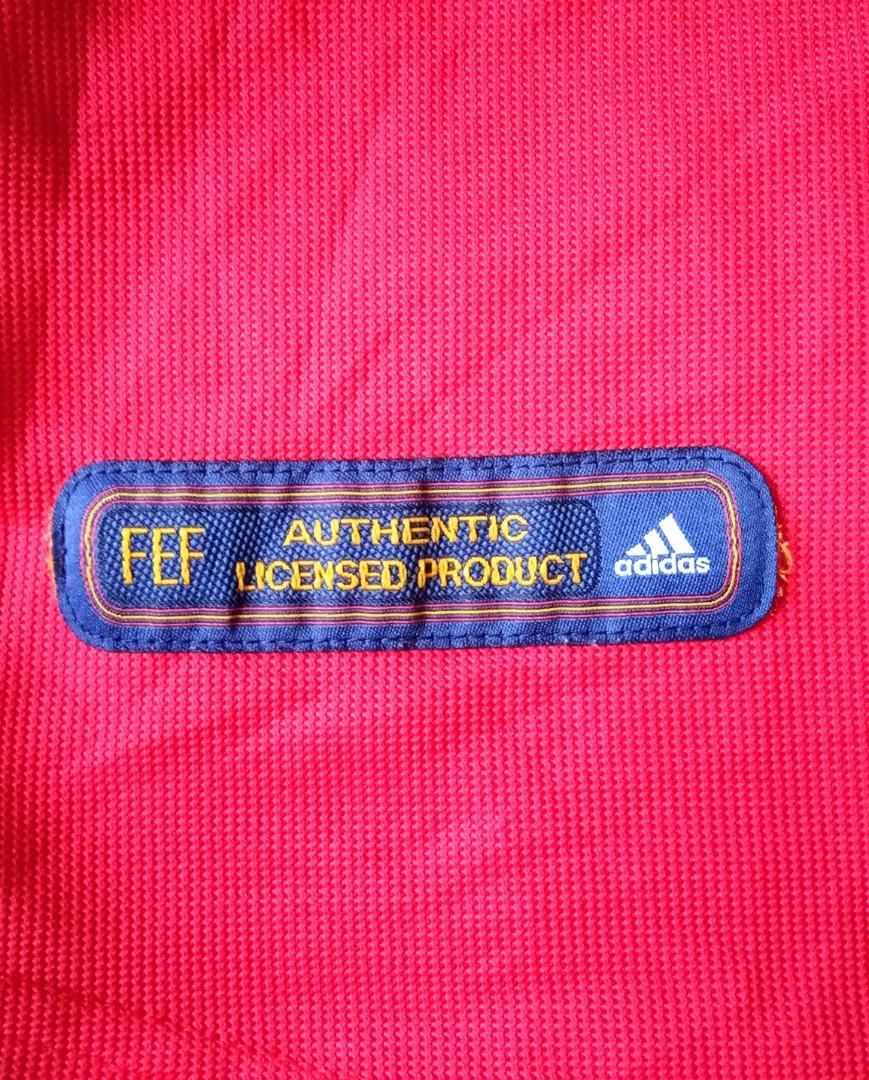 FEF
AUTHENTIC
LICENSED PRODUCT
adidas